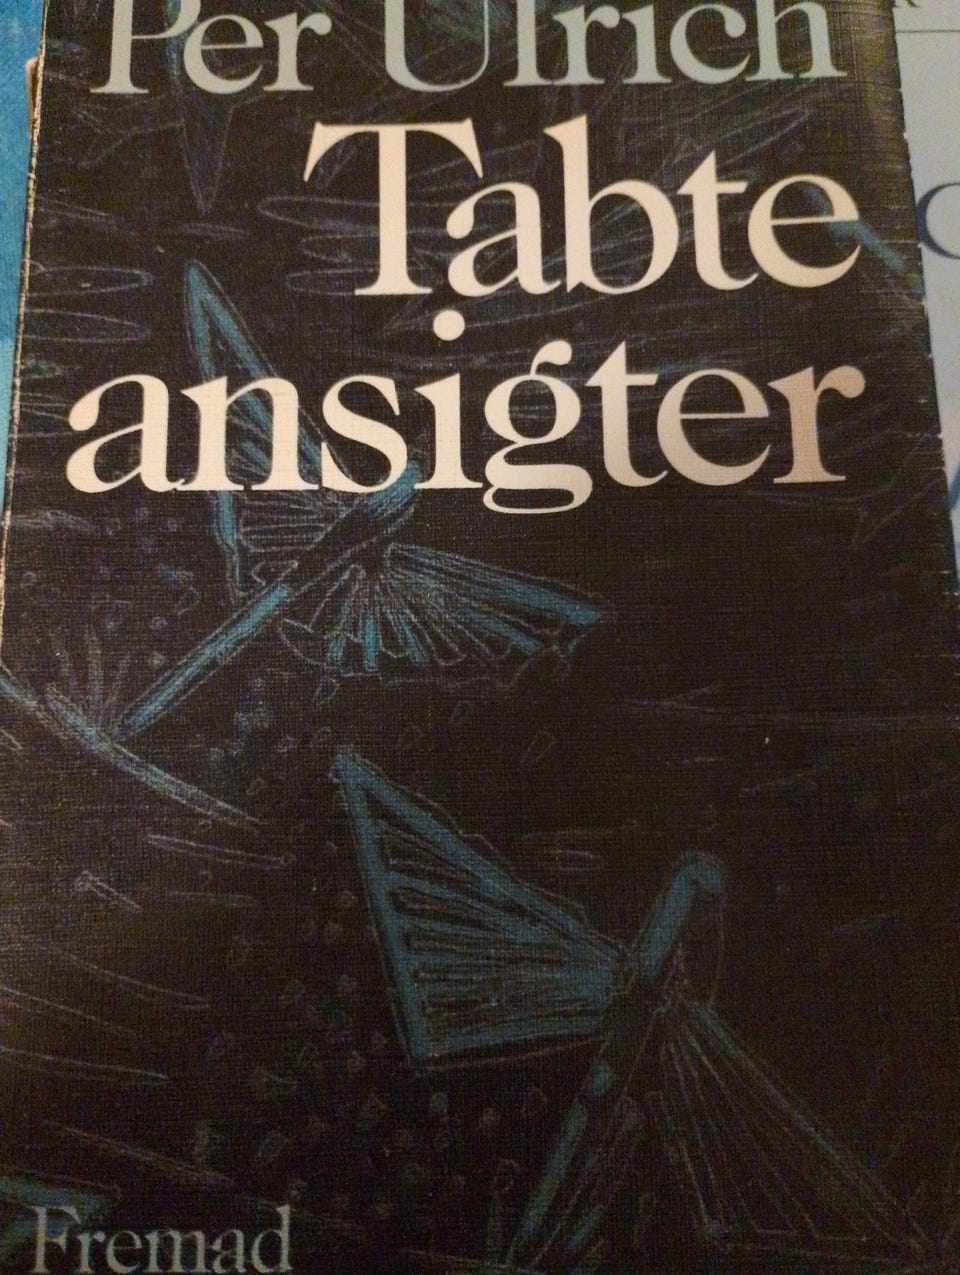 Per Ulrich
Tabte
ansigter
Fremad